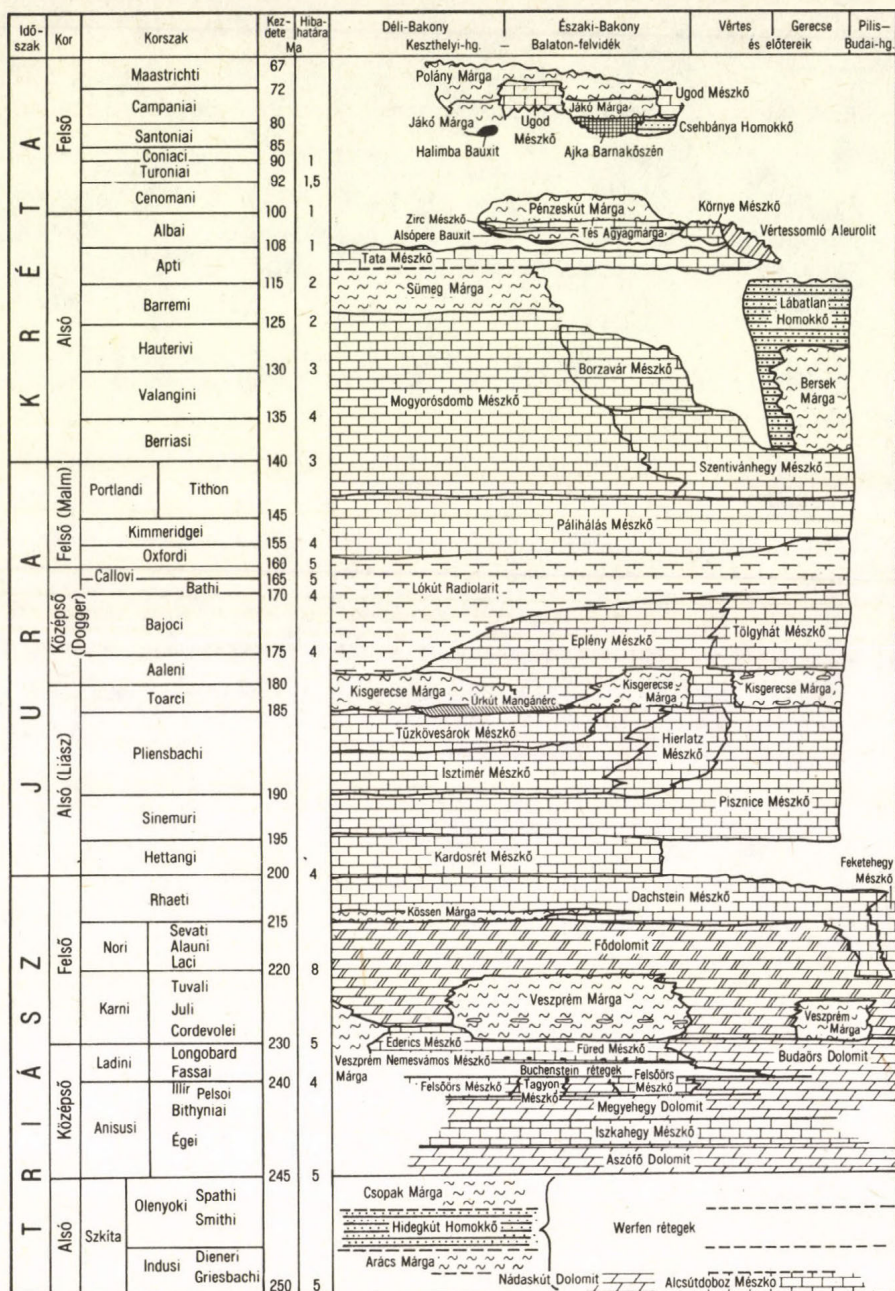 Idő-
szak
Kor
Korszak
Kez-
dete
Hiba-
határa
Ma
Déli-Bakony
Északi-Bakony
Keszthelyi-hg. – Balaton-felvidék
Vértes
Gerecse
és előtereik
Pilis–
Budai-hg.
KRÉTA
Felső
Maastrichti
67
72
Campaniai
80
Santoniai
85
Coniaci
90 1
Turoniai
92 1,5
Cenomani
100 1
Alsó
Albai
108 1
Apti
115 2
Barremi
125 2
Hauterivi
130 3
Valangini
135 4
Berriasi
140 3
JURA
Felső (Malm)
Portlandi
Tithon
145
Kimmeridgei
155 4
Oxfordi
160 5
Középső
(Dogger)
Callovi
165 5
Bathi
170 4
Bajoci
175 4
Aaleni
180
Alsó (Liász)
Toarci
185
Pliensbachi
190
Sinemuri
195
Hettangi
200 4
TRIÁSZ
Felső
Rhaeti
215
Nori
Sevati
Alauni
Laci
220 8
Karni
Tuvali
Juli
Cordevolei
230 5
Középső
Ladini
Longobard
Fassai
240 4
Anisusi
Illír Pelsoi
Bithyniai
Égei
245 5
Alsó
Szkíta
Olenyoki
Spathi
Smithi
Indusi
Dieneri
Griesbachi
250 5
Polány Márga
Ugod
Mészkő
Jákó Márga
Jákó Márga
Ugod
Mészkő
Csehbánya Homokkő
Halimba Bauxit
Ajka Barnakőszén
Pénzeskút Márga
Környe Mészkő
Zirc Mészkő
Alsópere Bauxit
Tés Agyagmárga
Vértessomló Aleurolit
Tata Mészkő
Sümeg Márga
Lábatlan
Homokkő
Borzavár Mészkő
Bersek
Márga
Mogyorósdomb Mészkő
Szentivánhegy Mészkő
Pálihálás Mészkő
Lókút Radiolarit
Eplény Mészkő
Tölgyhát Mészkő
Kisgerecse Márga
Kisgerecse
Márga
Kisgerecse Márga
Úrkút Mangánérc
Tűzkövesárok Mészkő
Hierlatz
Mészkő
Isztimér Mészkő
Pisznice Mészkő
Kardosrét Mészkő
Feketehegy
Mészkő
Dachstein Mészkő
Kössen Márga
Fődolomit
Veszprém Márga
Veszprém
Márga
Ederics Mészkő
Füred Mészkő
Budaörs Dolomit
Veszprém
Márga
Nemesvámos Mészkő
Buchenstein rétegek
Felsőörs Mészkő
Tagyon
Mészkő
Felsőörs
Mészkő
Megyehegy Dolomit
Iszkahegy Mészkő
Aszófő Dolomit
Csopak Márga
Hidegkút Homokkő
Werfen rétegek
Arács Márga
Nádaskút Dolomit
Alcsútdoboz Mészkő